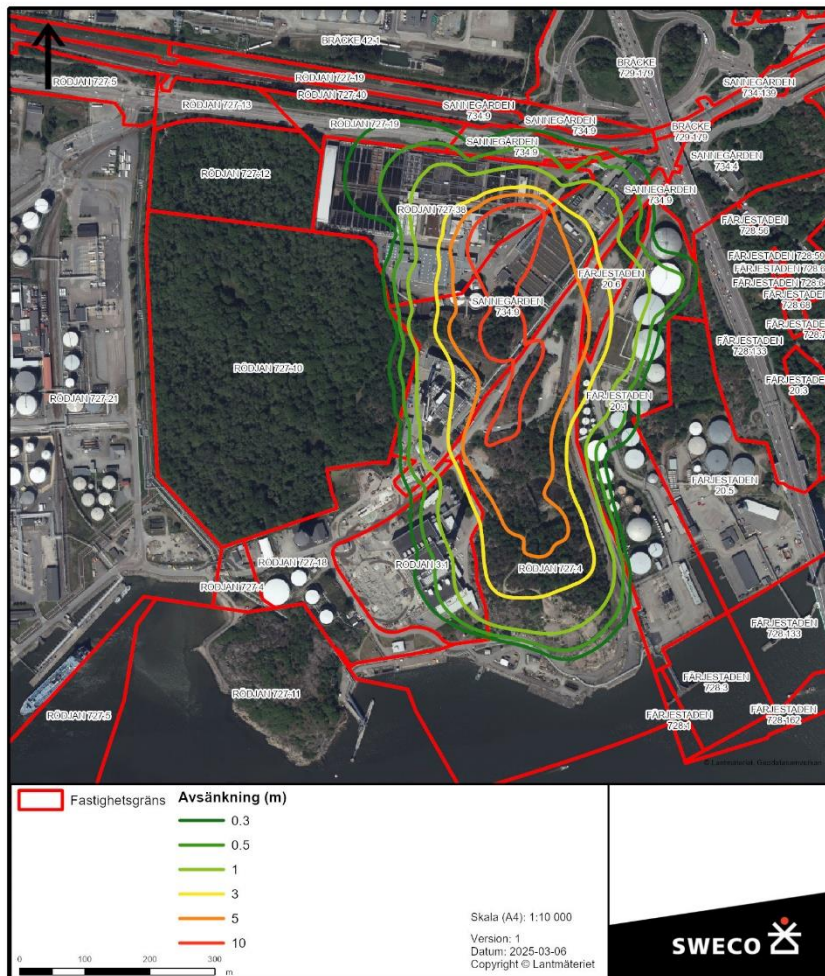 BRÄCKE 42:1
RÖDJAN 727:5
RÖDJAN 727:19
RÖDJAN 727:40
RÖDJAN 727:13
RÖDJAN 727:19
BRÄCKE
729:179
SANNEGÅRDEN
734:139
SANNEGÅRDEN
734:9
SANNEGÅRDEN
734:9
SANNEGÅRDEN
734:9
BRÄCKE
729:179
SANNEGÅRDEN
734:4
RÖDJAN 727:12
RÖDJAN 727:38
SANNEGÅRDEN
734:9
FÄRJESTADEN
728:56
FÄRJESTADEN
20:6
SANNEGÅRDEN
734:9
FÄRJESTADEN
728:68
FÄRJESTADEN
728:133
RÖDJAN 727:10
RÖDJAN 727:21
FÄRJESTADEN
20:1
FÄRJESTADEN
20:3
FÄRJESTADEN
20:5
RÖDJAN 727:18
RÖDJAN 727:4
RÖDJAN 3:1
RÖDJAN 727:4
RÖDJAN 727:11
RÖDJAN 727:5
FÄRJESTADEN
728:133
FÄRJESTADEN
728:3
FÄRJESTADEN
728:1
FÄRJESTADEN
728:162
Fastighetsgräns
Avsänkning (m)
0.3
0.5
1
3
5
10
0 100 200 300
m
Skala (A4): 1:10 000
Version: 1
Datum: 2025-03-06
Copyright © Lantmäteriet
SWECO